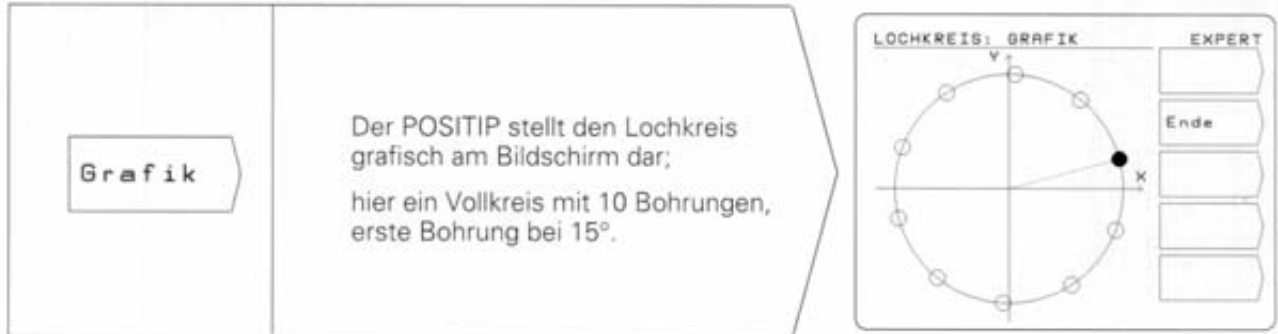 Grafik
Der POSITIP stellt den Lochkreis
grafisch am Bildschirm dar;
hier ein Vollkreis mit 10 Bohrungen,
erste Bohrung bei 15°.
LOCHKREIS: GRAFIK EXPERT
Y
Ende
X